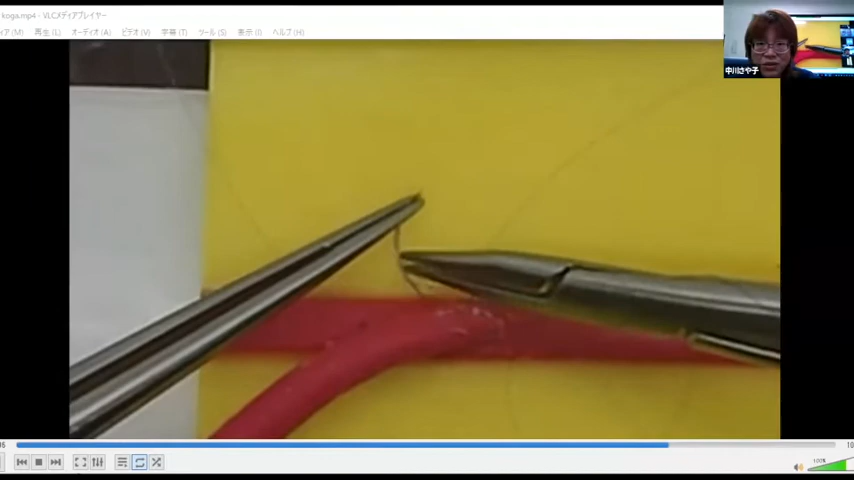 koga.mp4 - VLCメディアプレイヤー
ィア(M) 再生(L) オーディオ(A) ビデオ(V) 字幕(T) ツール(S) 表示(I) ヘルプ(H)
中川さや子
100%